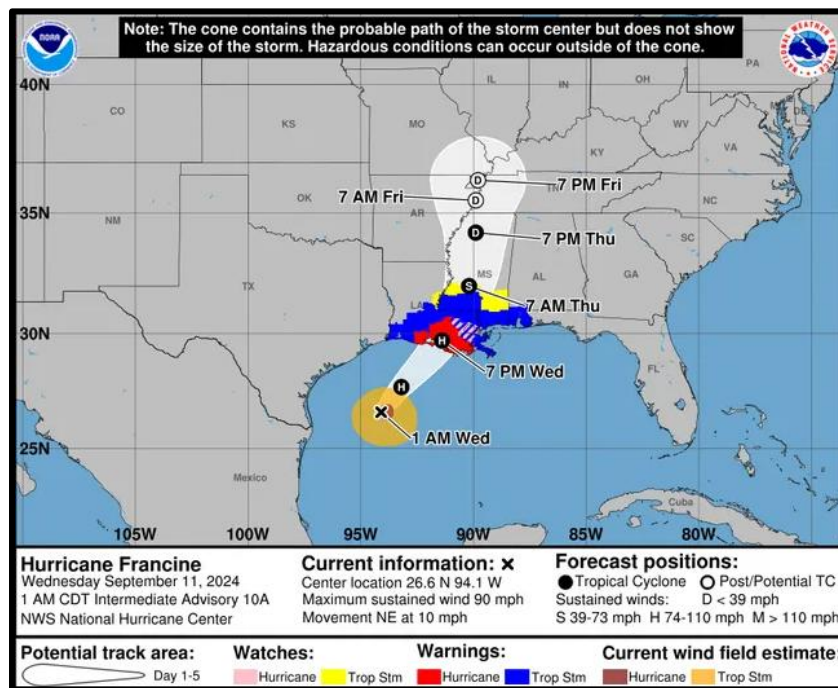 Note: The cone contains the probable path of the storm center but does not show
the size of the storm. Hazardous conditions can occur outside of the cone.
NOAA
NATIONAL WEATHER SERVICE
40N
35N
30N
25N
CO
KS
MO
IL
IN
OH
PA
WV
VA
KY
NM
OK
AR
TN
NC
SC
TX
LA
MS
AL
GA
FL
Mexico
Cuba
D
7 PM Fri
7 AM Fri
D
D
7 PM Thu
S
7 AM Thu
H
7 PM Wed
H
1 AM Wed
105W
100W
95W
90W
85W
80W
Hurricane Francine
Wednesday September 11, 2024
1 AM CDT Intermediate Advisory 10A
NWS National Hurricane Center
Current information: ×
Center location 26.6 N 94.1 W
Maximum sustained wind 90 mph
Movement NE at 10 mph
Forecast positions:
Tropical Cyclone Post/Potential TC
Sustained winds: D < 39 mph
S 39-73 mph H 74-110 mph M > 110 mph
Potential track area:
Day 1-5
Watches:
Hurricane Trop Stm
Warnings:
Hurricane Trop Stm
Current wind field estimate:
Hurricane Trop Stm